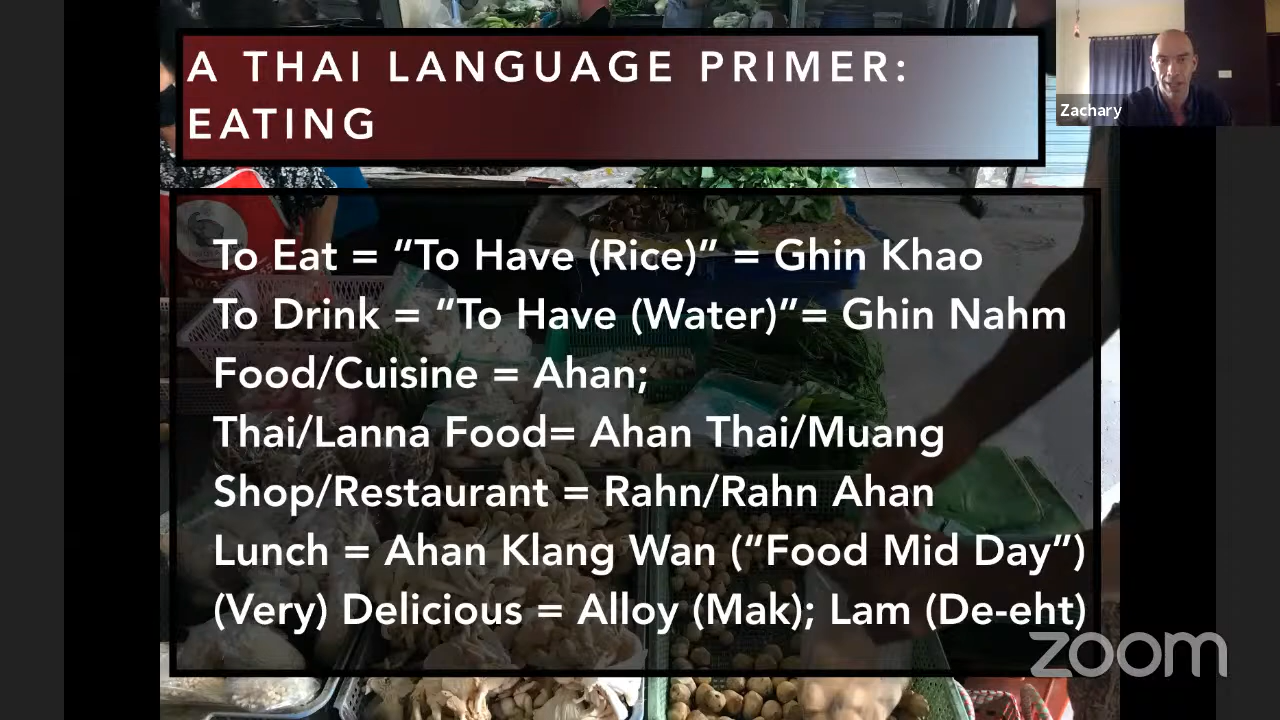 A THAI LANGUAGE PRIMER:
EATING
Zachary
To Eat = “To Have (Rice)” = Ghin Khao
To Drink = “To Have (Water)”= Ghin Nahm
Food/Cuisine = Ahan;
Thai/Lanna Food= Ahan Thai/Muang
Shop/Restaurant = Rahn/Rahn Ahan
Lunch = Ahan Klang Wan (“Food Mid Day”)
(Very) Delicious = Alloy (Mak); Lam (De-eht)
zoom